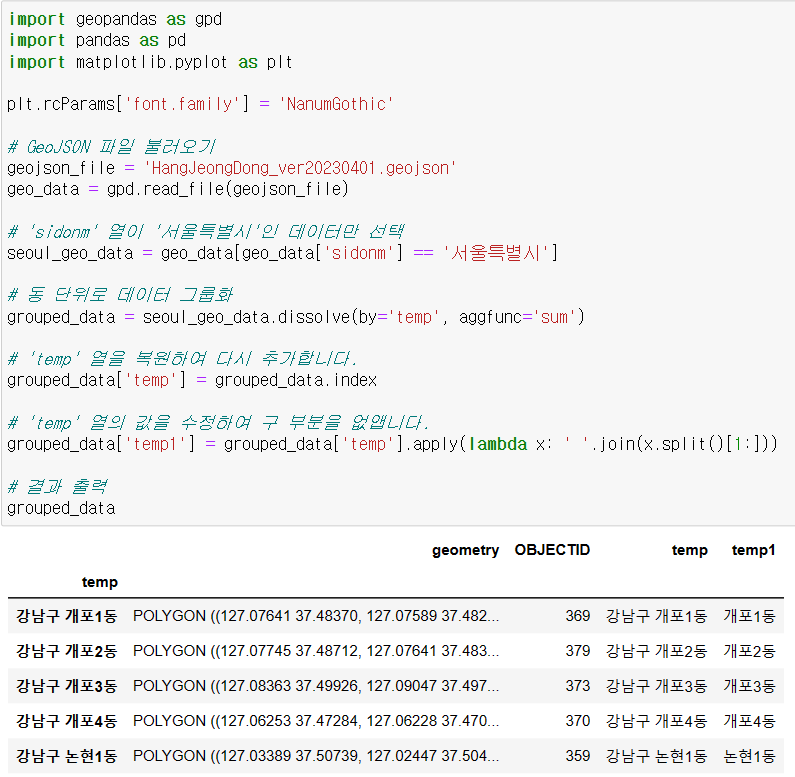 import geopandas as gpd
import pandas as pd
import matplotlib.pyplot as plt
plt.rcParams['font.family'] = 'NanumGothic'
# GeoJSON 파일 불러오기
geojson_file = 'HangJeongDong_ver20230401.geojson'
geo_data = gpd.read_file(geojson_file)
# 'sidonm' 열이 '서울특별시'인 데이터만 선택
seoul_geo_data = geo_data[geo_data['sidonm'] == '서울특별시']
# 동 단위로 데이터 그룹화
grouped_data = seoul_geo_data.dissolve(by='temp', aggfunc='sum')
# 'temp' 열을 복원하여 다시 추가합니다.
grouped_data['temp'] = grouped_data.index
# 'temp' 열의 값을 수정하여 구 부분을 없앱니다.
grouped_data['temp1'] = grouped_data['temp'].apply(lambda x: ' '.join(x.split()[1:]))
# 결과 출력
grouped_data
geometry OBJECTID temp temp1
temp
강남구 개포1동 POLYGON ((127.07641 37.48370, 127.07589 37.482... 369 강남구 개포1동 개포1동
강남구 개포2동 POLYGON ((127.07745 37.48712, 127.07641 37.483... 379 강남구 개포2동 개포2동
강남구 개포3동 POLYGON ((127.08363 37.49926, 127.09047 37.497... 373 강남구 개포3동 개포3동
강남구 개포4동 POLYGON ((127.06253 37.47284, 127.06228 37.470... 370 강남구 개포4동 개포4동
강남구 논현1동 POLYGON ((127.03389 37.50739, 127.02447 37.504... 359 강남구 논현1동 논현1동